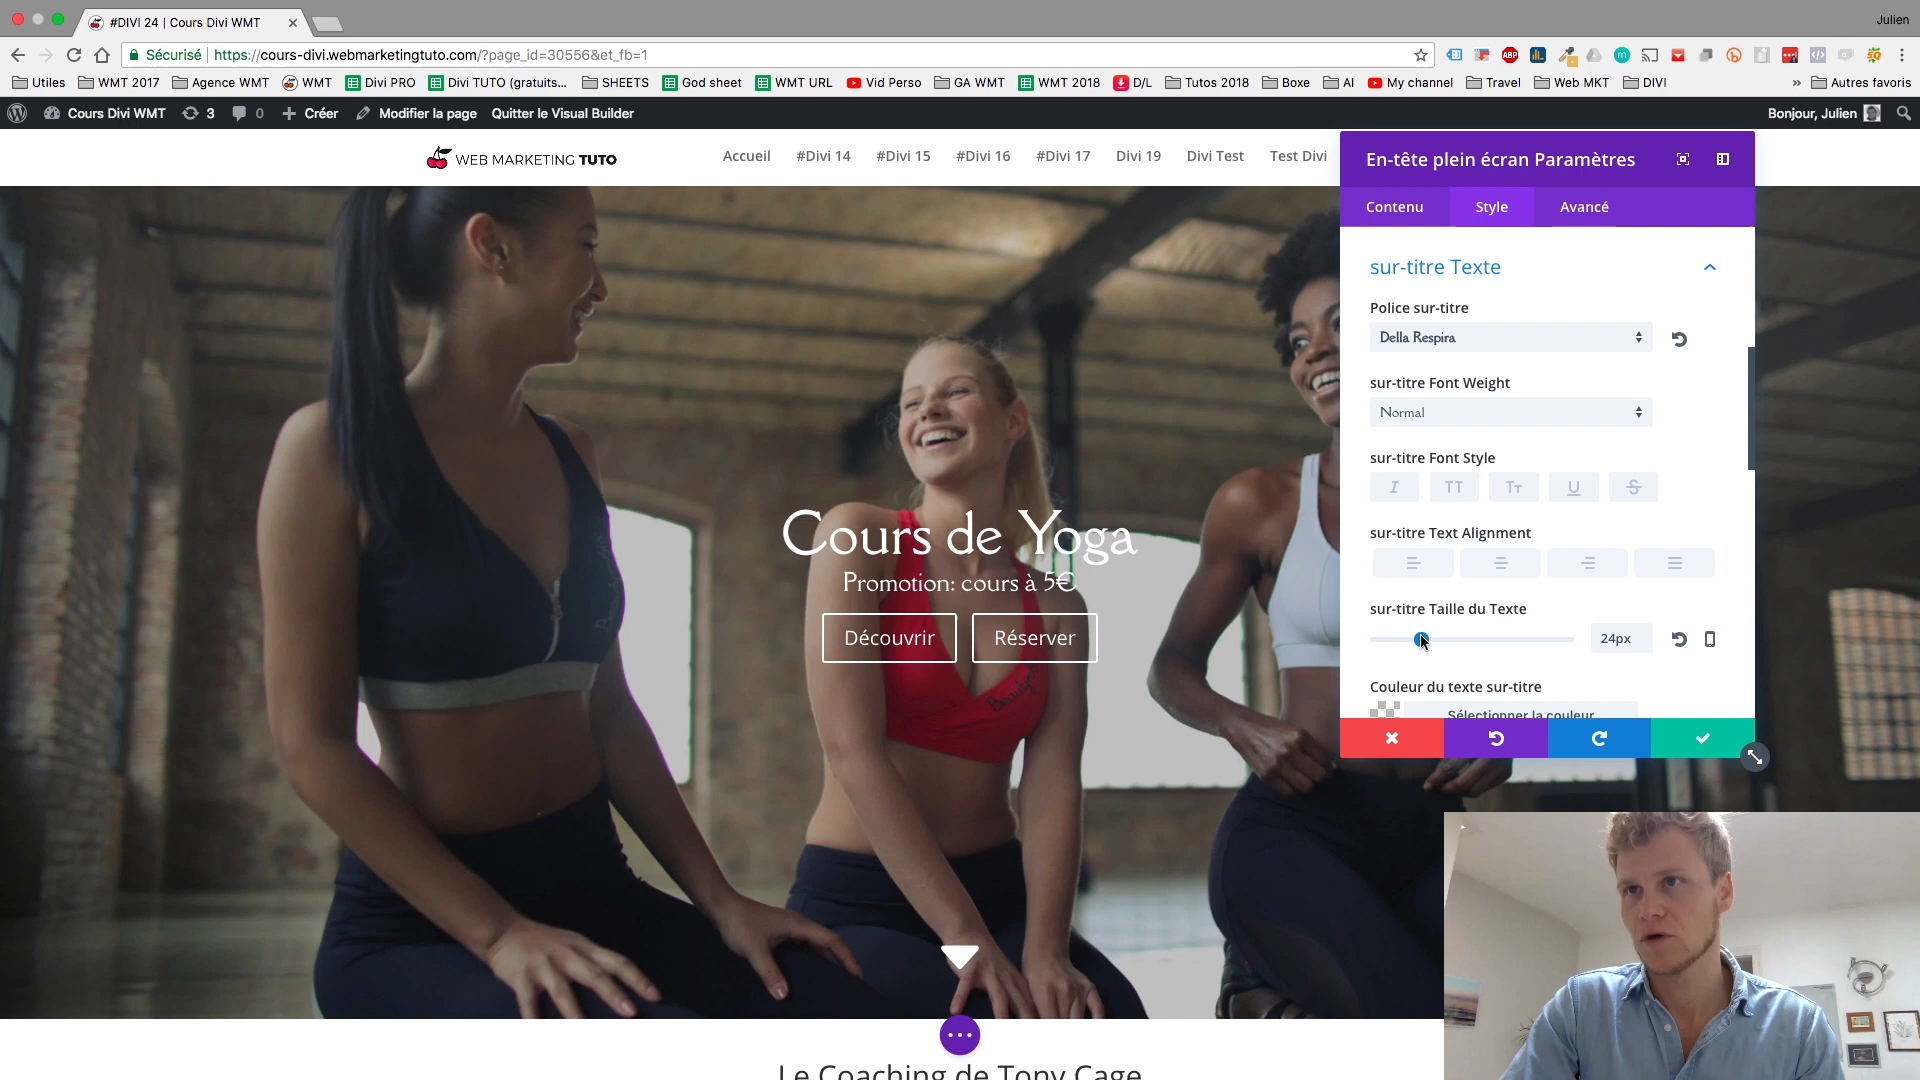 #DIVI 24 | Cours Divi WMT
Julien
Sécurisé | https://cours-divi.webmarketingtuto.com/?page_id=30556&et_fb=1
Utiles WMT 2017 Agence WMT WMT Divi PRO Divi TUTO (gratuits... SHEETS God sheet WMT URL Vid Perso GA WMT WMT 2018 D/L Tutos 2018 Boxe AI My channel Travel Web MKT DIVI » Autres favoris
Cours Divi WMT 3 0 Créer Modifier la page Quitter le Visual Builder Bonjour, Julien
WEB MARKETING TUTO Accueil #Divi 14 #Divi 15 #Divi 16 #Divi 17 Divi 19 Divi Test Test Divi
En-tête plein écran Paramètres
Contenu Style Avancé
sur-titre Texte
Police sur-titre
Della Respira
sur-titre Font Weight
Normal
sur-titre Font Style
I TT Tт U S
sur-titre Text Alignment
sur-titre Taille du Texte
24px
Couleur du texte sur-titre
Sélectionner la couleur
Cours de Yoga
Promotion: cours à 5€
Découvrir Réserver
Le Coaching de Tony Cage